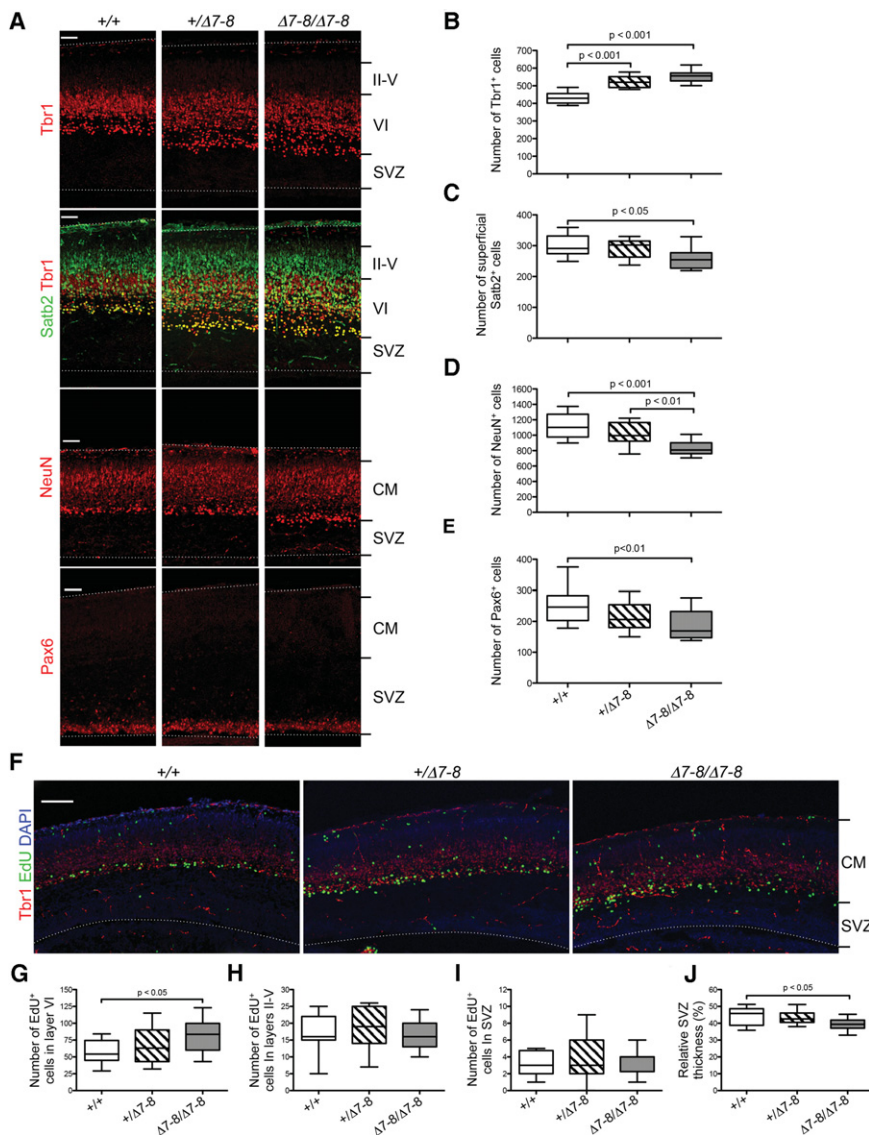 A
+/+
+/Δ7-8
Δ7-8/Δ7-8
Tbr1
II-V
VI
SVZ
Satb2 Tbr1
II-V
VI
SVZ
NeuN
CM
SVZ
Pax6
CM
SVZ
B
Number of Tbr1+ cells
700
600
500
400
300
200
100
0
p < 0.001
p < 0.001
C
Number of superficial
Satb2+ cells
400
300
200
100
0
p < 0.05
D
Number of NeuN+ cells
1600
1400
1200
1000
800
600
400
200
0
p < 0.001
p < 0.01
E
Number of Pax6+ cells
400
300
200
100
0
p<0.01
+/+
+/Δ7-8
Δ7-8/Δ7-8
F
+/+
+/Δ7-8
Δ7-8/Δ7-8
Tbr1 EdU DAPI
CM
SVZ
G
Number of EdU+
cells in layer VI
150
125
100
75
50
25
0
p < 0.05
+/+
+/Δ7-8
Δ7-8/Δ7-8
H
Number of EdU+
cells In layers II-V
40
35
30
25
20
15
10
5
0
+/+
+/Δ7-8
Δ7-8/Δ7-8
I
Number of EdU+
cells In SVZ
12
10
8
6
4
2
0
+/+
+/Δ7-8
Δ7-8/Δ7-8
J
Relative SVZ
thickness (%)
60
50
40
30
20
10
0
p < 0.05
+/+
+/Δ7-8
Δ7-8/Δ7-8